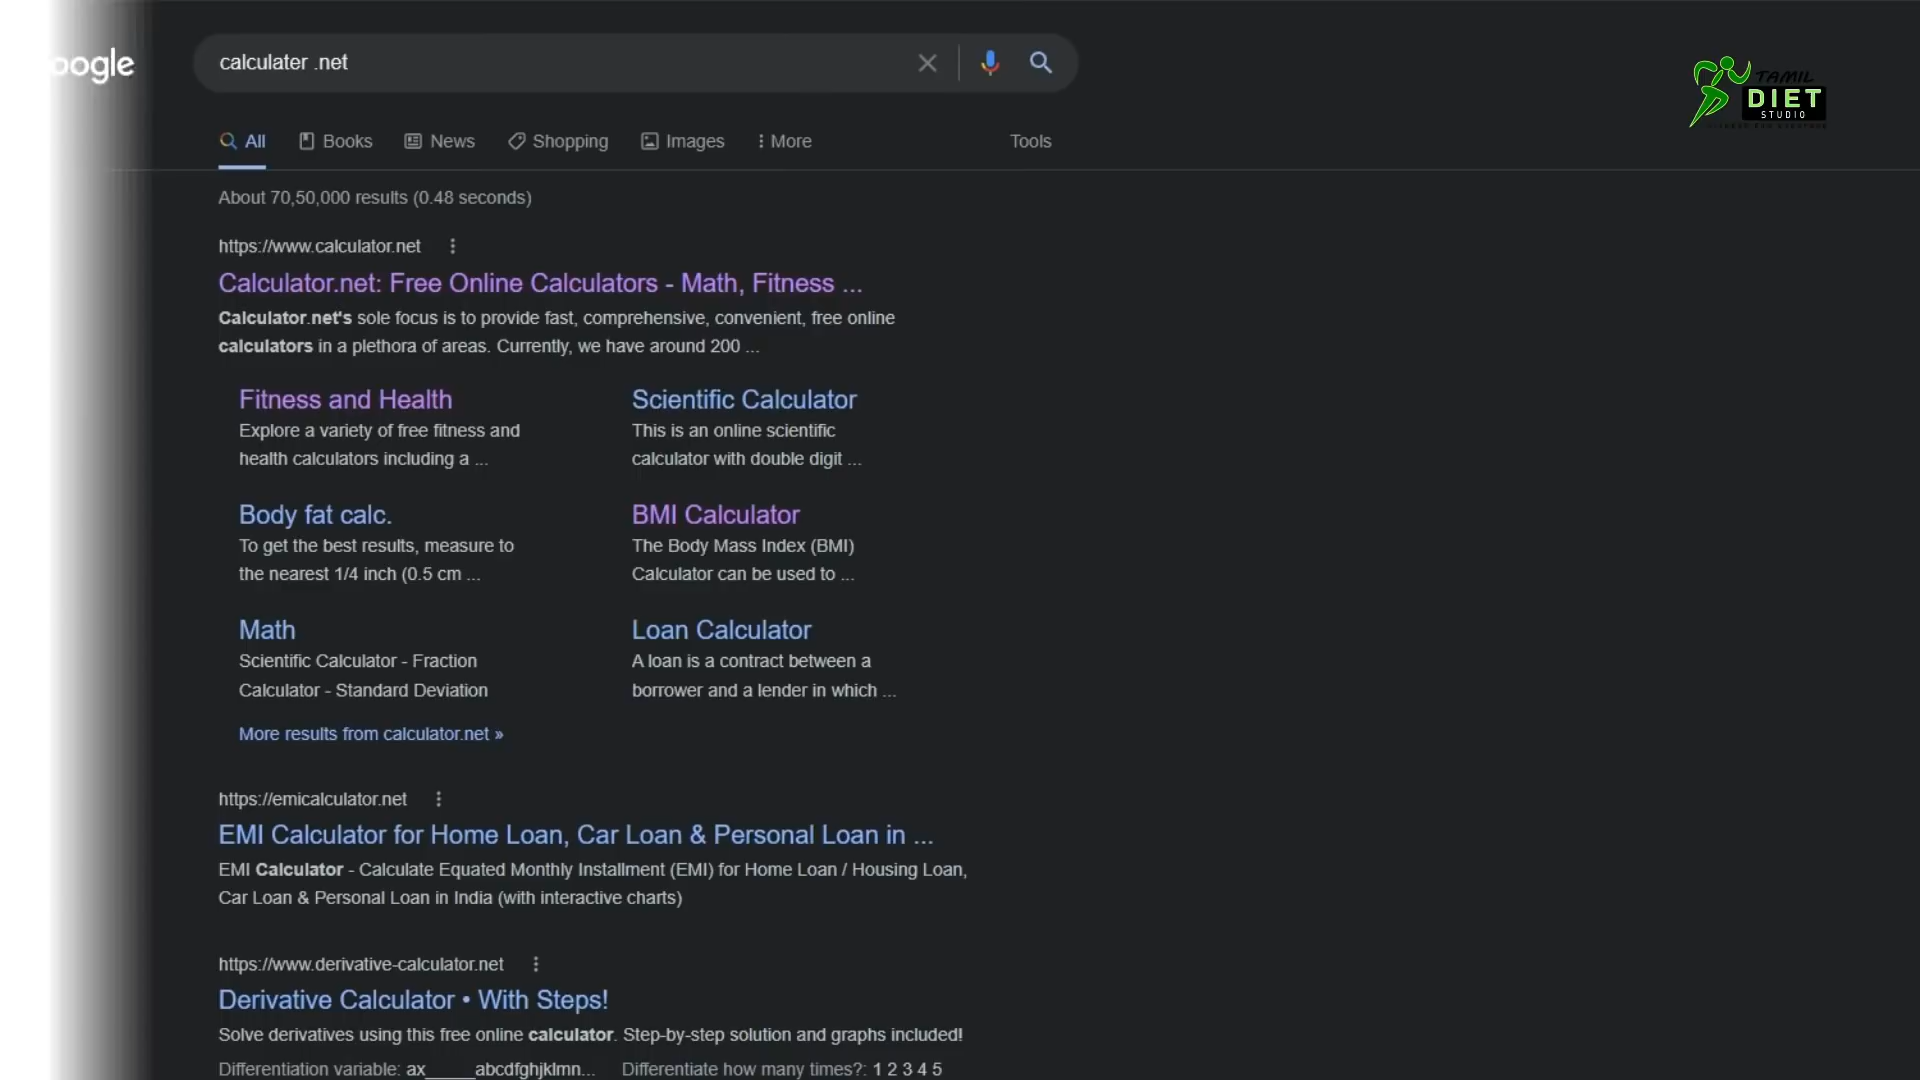 oogle
calculater .net
TAMIL
DIET
STUDIO
All Books News Shopping Images More Tools
About 70,50,000 results (0.48 seconds)
https://www.calculator.net
Calculator.net: Free Online Calculators - Math, Fitness ...
Calculator.net's sole focus is to provide fast, comprehensive, convenient, free online
calculators in a plethora of areas. Currently, we have around 200 ...
Fitness and Health
Explore a variety of free fitness and
health calculators including a ...
Scientific Calculator
This is an online scientific
calculator with double digit ...
Body fat calc.
To get the best results, measure to
the nearest 1/4 inch (0.5 cm ...
BMI Calculator
The Body Mass Index (BMI)
Calculator can be used to ...
Math
Scientific Calculator - Fraction
Calculator - Standard Deviation
Loan Calculator
A loan is a contract between a
borrower and a lender in which ...
More results from calculator.net »
https://emicalculator.net
EMI Calculator for Home Loan, Car Loan & Personal Loan in ...
EMI Calculator - Calculate Equated Monthly Installment (EMI) for Home Loan / Housing Loan,
Car Loan & Personal Loan in India (with interactive charts)
https://www.derivative-calculator.net
Derivative Calculator • With Steps!
Solve derivatives using this free online calculator. Step-by-step solution and graphs included!
Differentiation variable: ax_____abcdfghjklmn... Differentiate how many times?: 1 2 3 4 5